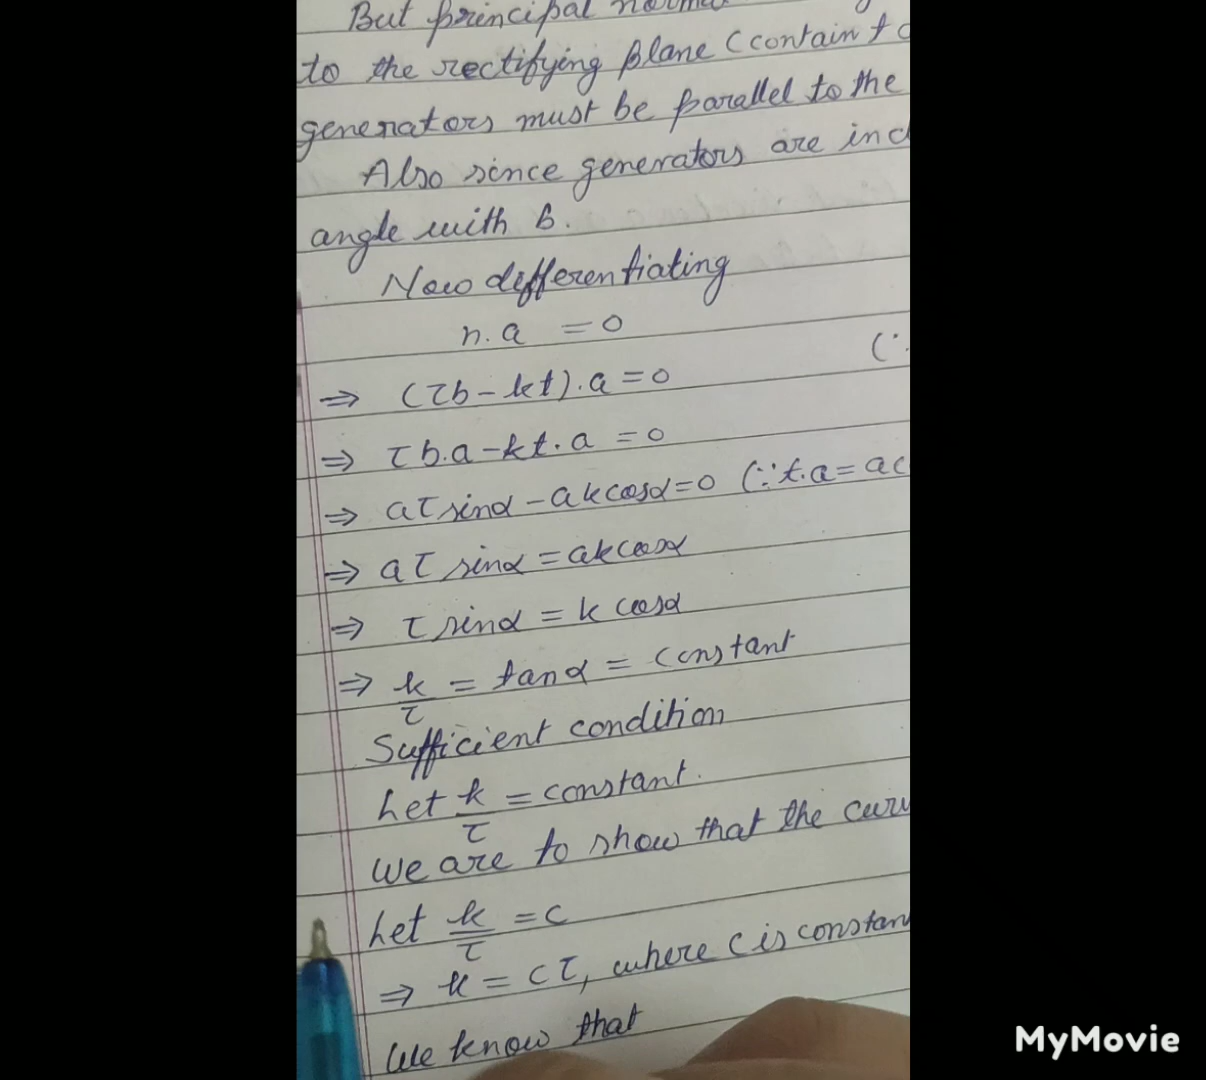 But principal
to the rectifying plane (contain t
generators must be parallel to the
Also since generators are
angle with b.
Now differentiating
n.a = 0
(∵
⇒ (τb - kt).a = 0
⇒ τb.a - kt.a = 0
⇒ aτ sinα - ak cosα = 0 (∵ t.a = a
⇒ aτ sinα = ak cosα
⇒ τ sinα = k cosα
⇒ k/τ = tanα = constant
Sufficient condition
Let k/τ = constant.
We are to show that the
Let k/τ = c
⇒ k = cτ, where c is
We know that
MyMovie